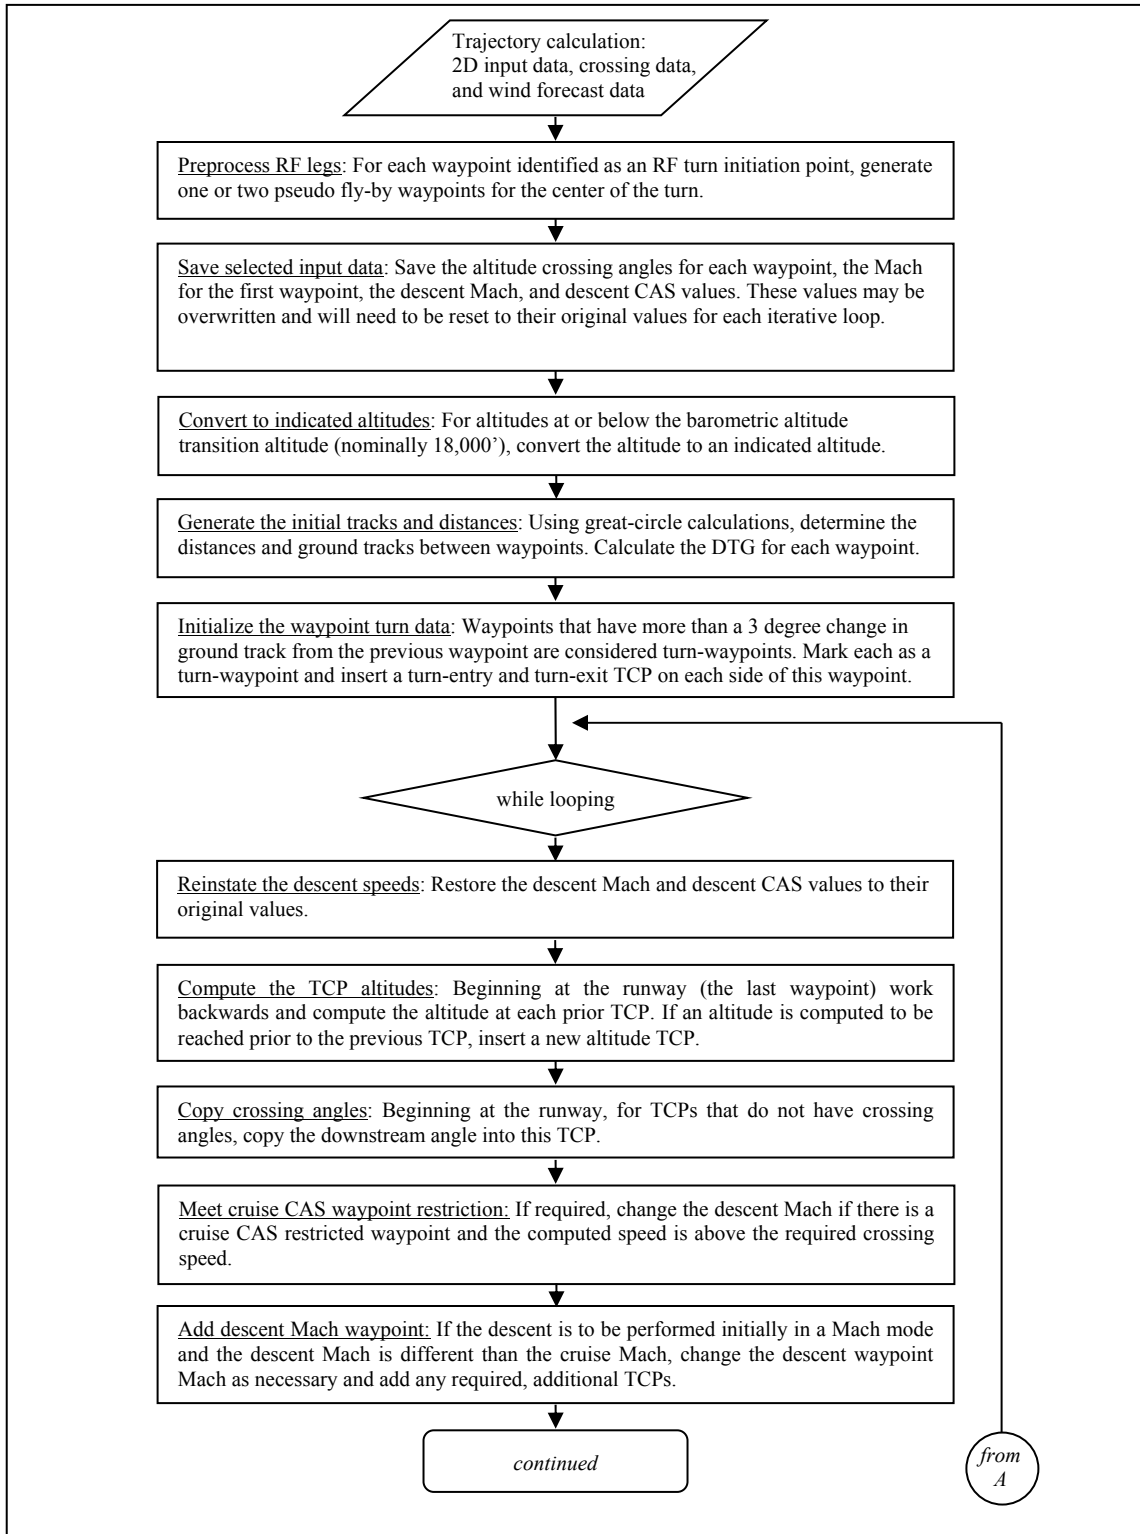 Trajectory calculation:
2D input data, crossing data,
and wind forecast data
Preprocess RF legs: For each waypoint identified as an RF turn initiation point, generate
one or two pseudo fly-by waypoints for the center of the turn.
Save selected input data: Save the altitude crossing angles for each waypoint, the Mach
for the first waypoint, the descent Mach, and descent CAS values. These values may be
overwritten and will need to be reset to their original values for each iterative loop.
Convert to indicated altitudes: For altitudes at or below the barometric altitude
transition altitude (nominally 18,000’), convert the altitude to an indicated altitude.
Generate the initial tracks and distances: Using great-circle calculations, determine the
distances and ground tracks between waypoints. Calculate the DTG for each waypoint.
Initialize the waypoint turn data: Waypoints that have more than a 3 degree change in
ground track from the previous waypoint are considered turn-waypoints. Mark each as a
turn-waypoint and insert a turn-entry and turn-exit TCP on each side of this waypoint.
while looping
Reinstate the descent speeds: Restore the descent Mach and descent CAS values to their
original values.
Compute the TCP altitudes: Beginning at the runway (the last waypoint) work
backwards and compute the altitude at each prior TCP. If an altitude is computed to be
reached prior to the previous TCP, insert a new altitude TCP.
Copy crossing angles: Beginning at the runway, for TCPs that do not have crossing
angles, copy the downstream angle into this TCP.
Meet cruise CAS waypoint restriction: If required, change the descent Mach if there is a
cruise CAS restricted waypoint and the computed speed is above the required crossing
speed.
Add descent Mach waypoint: If the descent is to be performed initially in a Mach mode
and the descent Mach is different than the cruise Mach, change the descent waypoint
Mach as necessary and add any required, additional TCPs.
continued
from
A